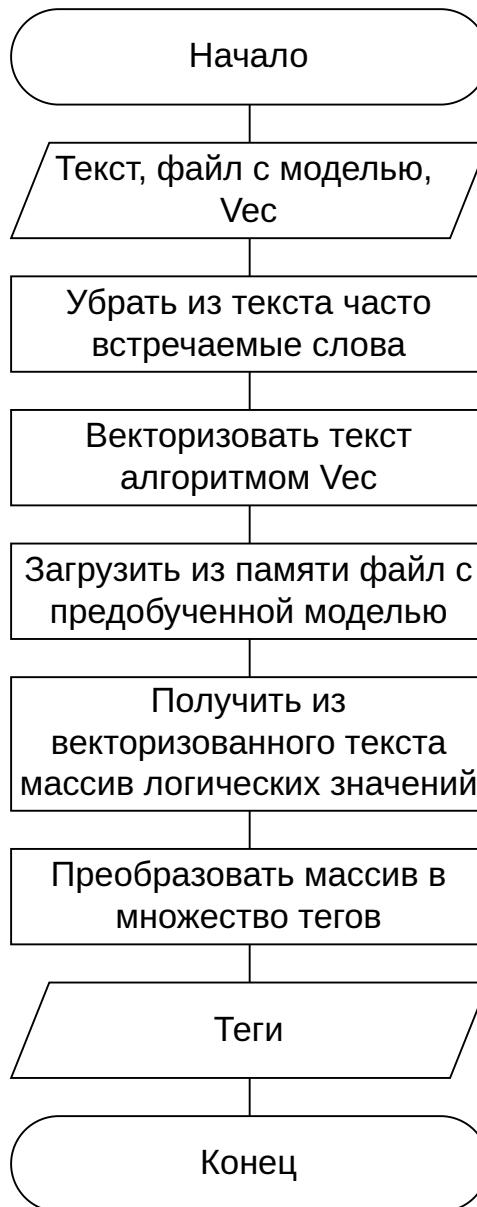 Начало
Текст, файл с моделью,
Vec
Убрать из текста часто
встречаемые слова
Векторизовать текст
алгоритмом Vec
Загрузить из памяти файл с
предобученной моделью
Получить из
векторизованного текста
массив логических значений
Преобразовать массив в
множество тегов
Теги
Конец